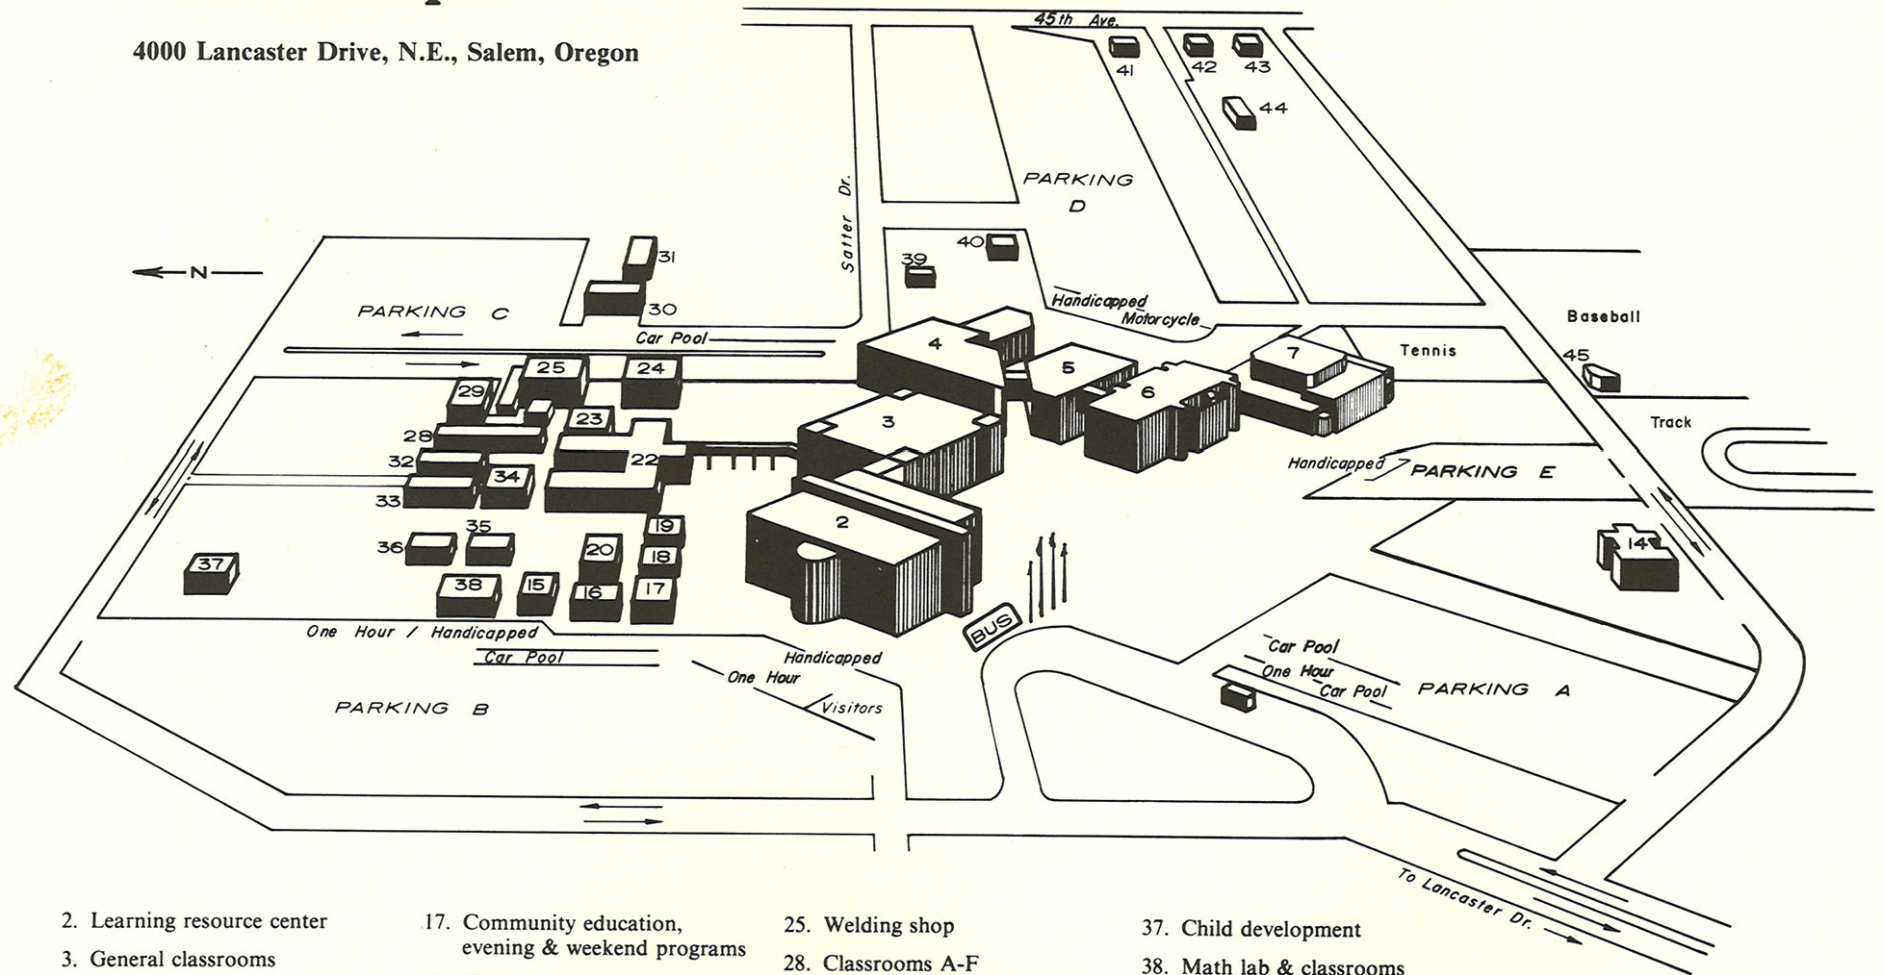 45th Ave.
4000 Lancaster Drive, N.E., Salem, Oregon
41
42
43
44
PARKING
D
Satter Dr.
N
31
30
40
39
PARKING C
Handicapped
Motorcycle
Baseball
Car Pool
4
5
6
7
Tennis
45
25
24
29
23
3
Track
28
22
32
34
33
Handicapped
PARKING E
35
36
19
2
20
18
14
37
38
15
16
17
BUS
One Hour / Handicapped
Car Pool
Handicapped
One Hour
Visitors
Car Pool
One Hour
Car Pool
PARKING A
PARKING B
To Lancaster Dr.
2. Learning resource center
3. General classrooms
17. Community education,
evening & weekend programs
25. Welding shop
28. Classrooms A-F
37. Child development
38. Math lab & classrooms